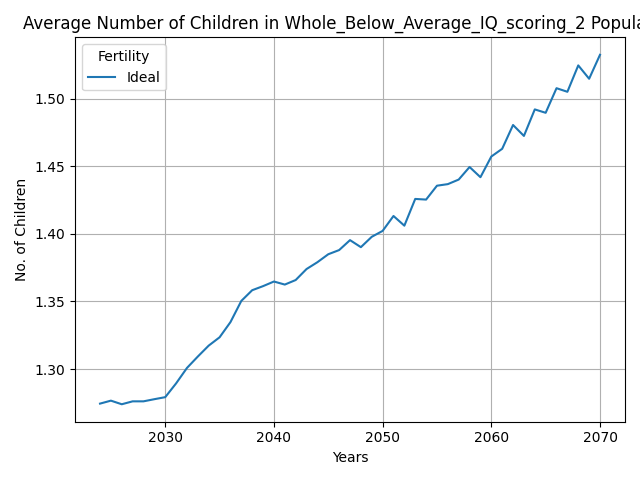 Average Number of Children in Whole_Below_Average_IQ_scoring_2 Popula
Fertility
Ideal
1.50
1.45
1.40
1.35
1.30
No. of Children
2030 2040 2050 2060 2070
Years